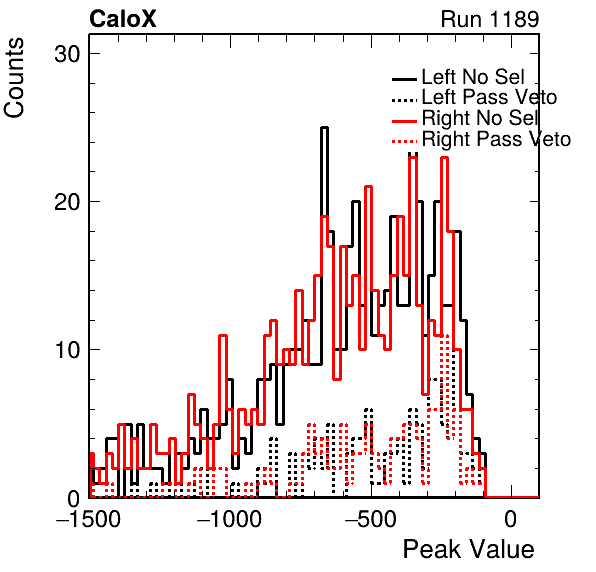 CaloX Run 1189
Counts
30
20
10
0
Left No Sel
Left Pass Veto
Right No Sel
Right Pass Veto
−1500 −1000 −500 0
Peak Value